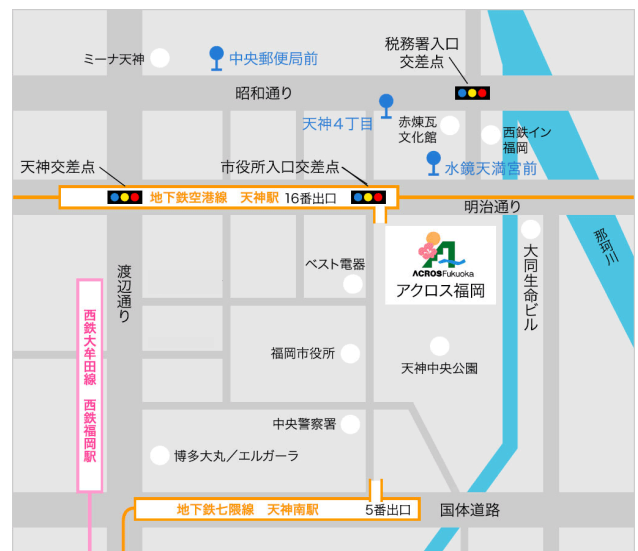 税務署入口
交差点
ミーナ天神
中央郵便局前
昭和通り
天神4丁目
赤煉瓦
文化館
西鉄イン
福岡
天神交差点
市役所入口交差点
水鏡天満宮前
地下鉄空港線 天神駅 16番出口
明治通り
那珂川
渡辺通り
ベスト電器
ACROS Fukuoka
アクロス福岡
大同生命ビル
西鉄大牟田線 西鉄福岡駅
福岡市役所
天神中央公園
中央警察署
博多大丸/エルガーラ
地下鉄七隈線 天神南駅 5番出口
国体道路